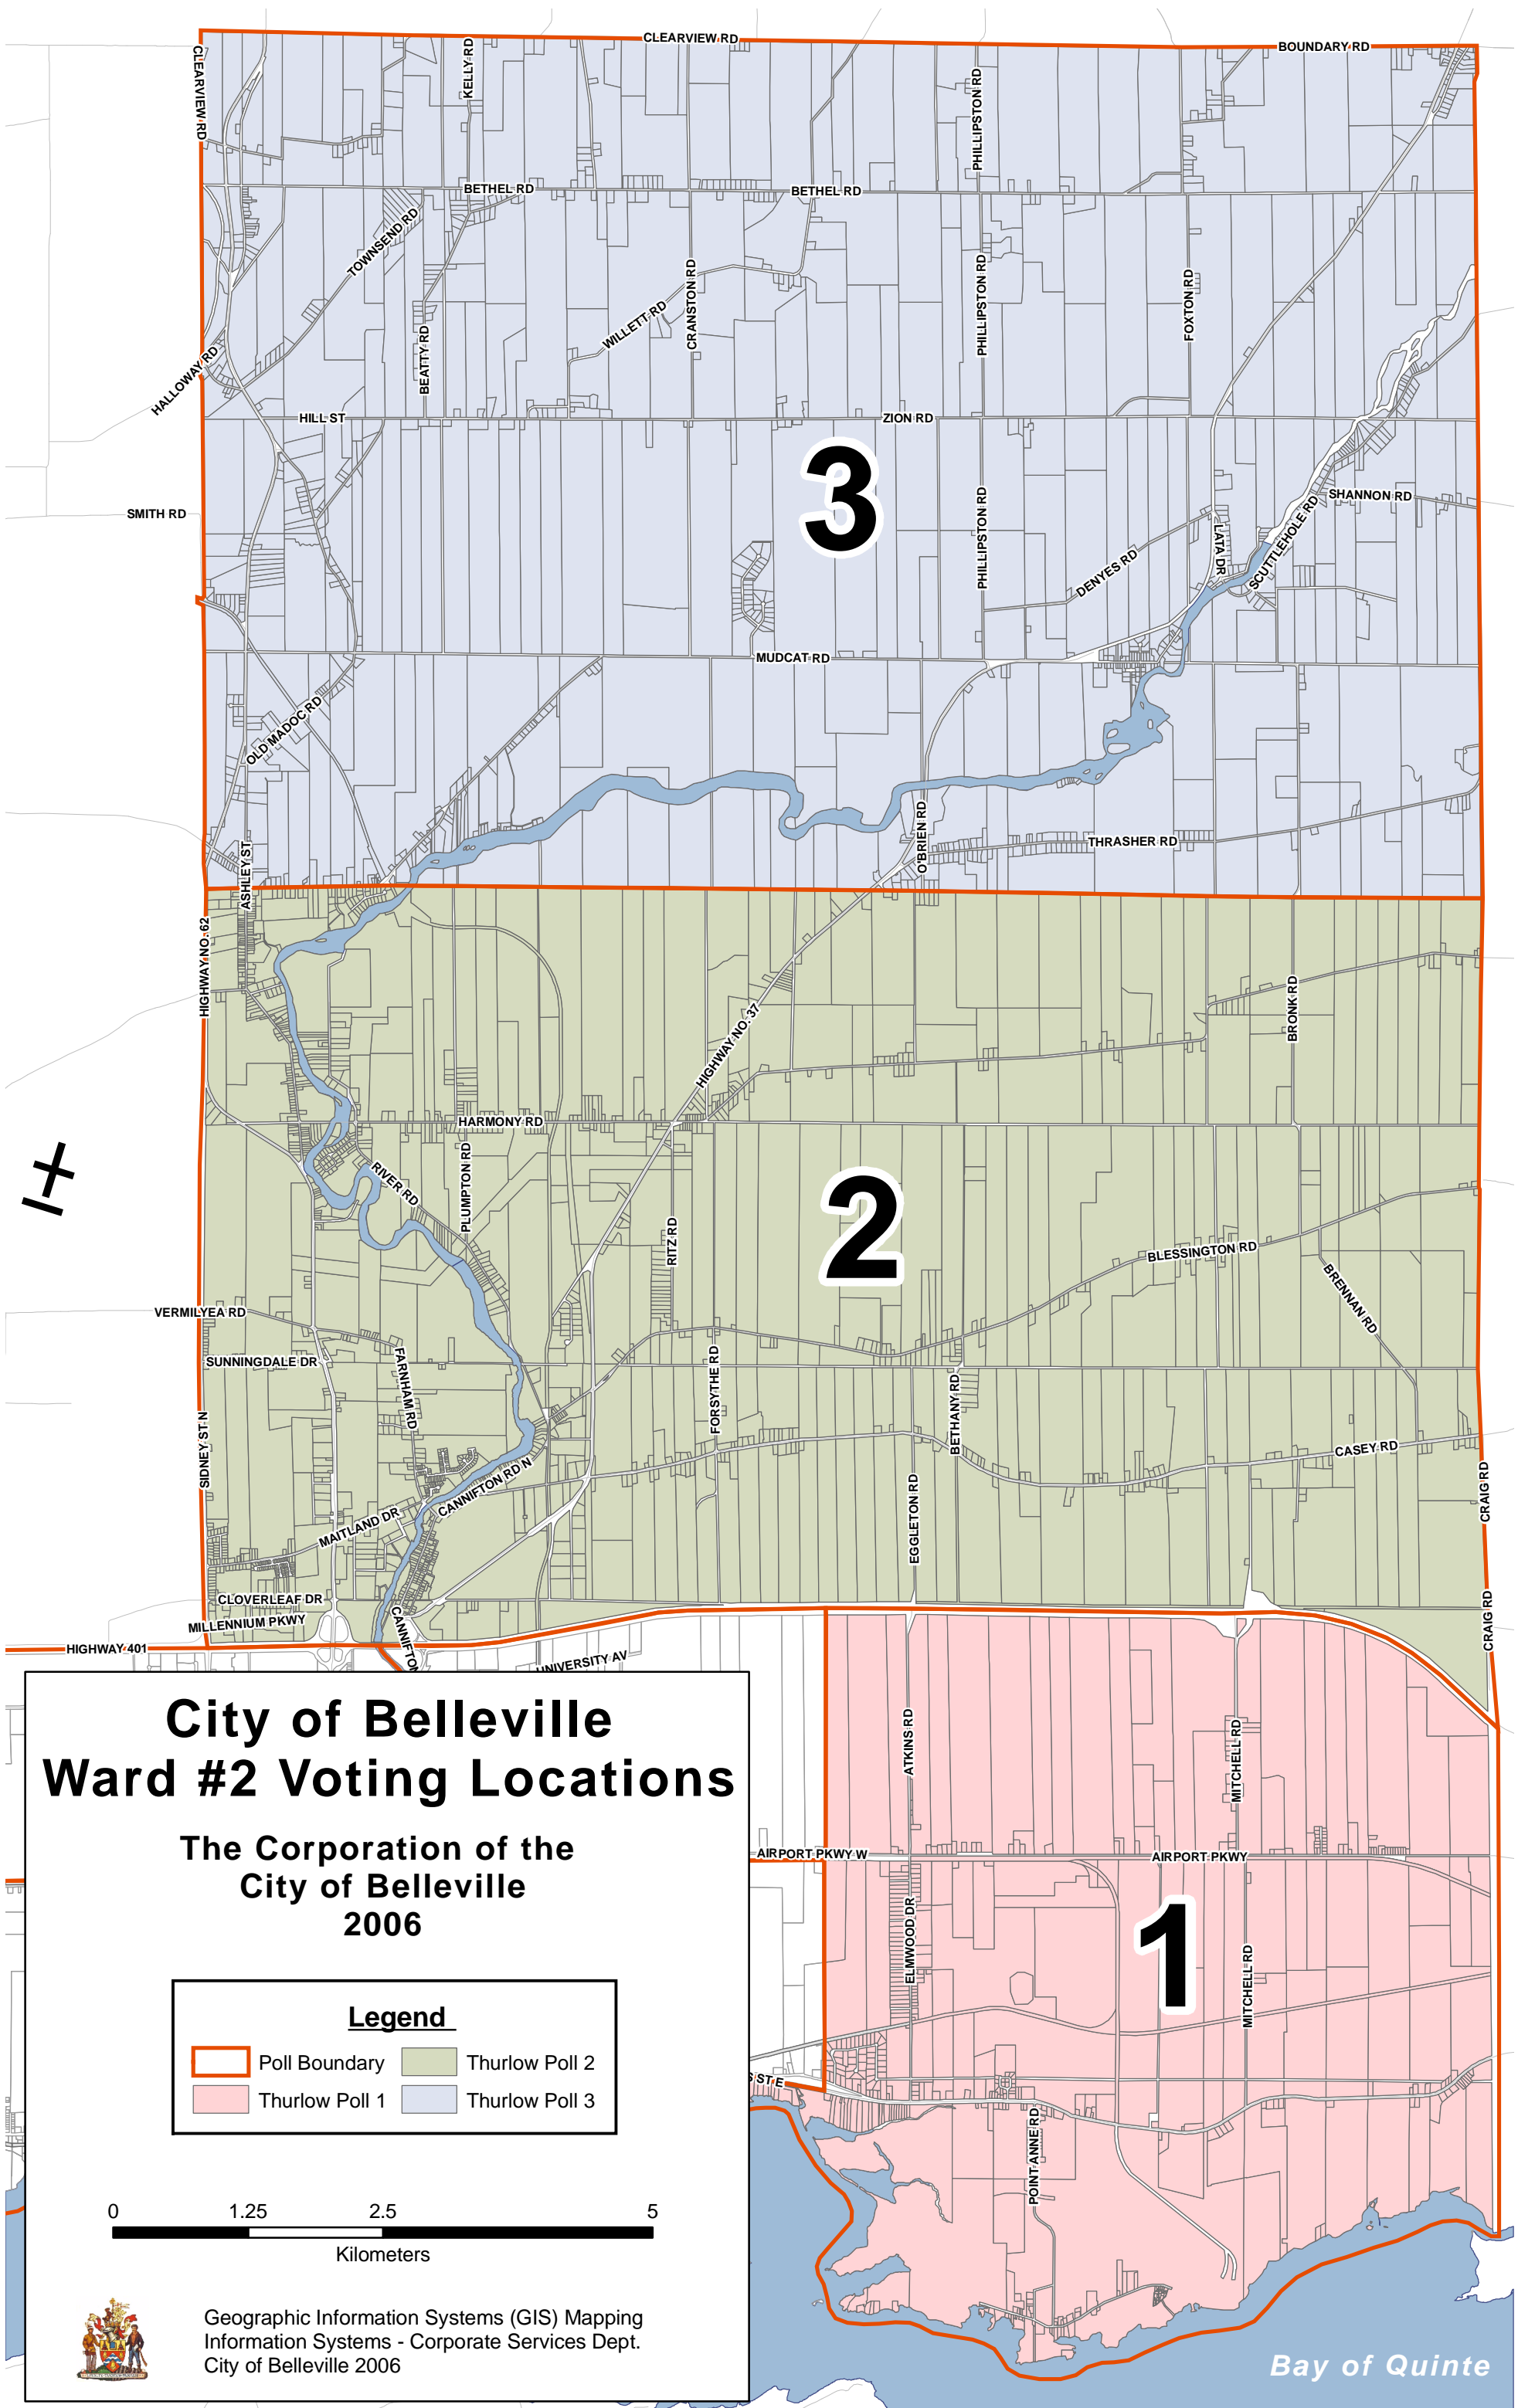 CLEARVIEW RD
BOUNDARY RD
CLEARVIEW RD
KELLY RD
PHILLIPSTON RD
BETHEL RD
BETHEL RD
TOWNSEND RD
CRANSTON RD
PHILLIPSTON RD
FOXTON RD
WILLETT RD
BEATTY RD
HALLOWAY RD
HILL ST
ZION RD
3
SHANNON RD
SMITH RD
PHILLIPSTON RD
LATA DR
SCUTTLEHOLE RD
DENYES RD
MUDCAT RD
OLD MADOC RD
O'BRIEN RD
THRASHER RD
ASHLEY ST
HIGHWAY NO. 62
BRONK RD
HIGHWAY NO. 37
HARMONY RD
PLUMPTON RD
RIVER RD
2
RITZ RD
BLESSINGTON RD
BRENNAN RD
VERMILYEA RD
SUNNINGDALE DR
FARNHAM RD
FORSYTHE RD
BETHANY RD
SIDNEY ST N
CASEY RD
CANNIFTON RD N
CRAIG RD
EGGLETON RD
MAITLAND DR
CLOVERLEAF DR
MILLENNIUM PKWY
CANNIFTON
CRAIG RD
HIGHWAY 401
UNIVERSITY AV
City of Belleville
Ward #2 Voting Locations
The Corporation of the
City of Belleville
2006
ATKINS RD
MITCHELL RD
AIRPORT PKWY W
AIRPORT PKWY
ELMWOOD DR
1
MITCHELL RD
Legend
Poll Boundary
Thurlow Poll 2
Thurlow Poll 1
Thurlow Poll 3
S ST E
POINT ANNE RD
0 1.25 2.5 5
Kilometers
Geographic Information Systems (GIS) Mapping
Information Systems - Corporate Services Dept.
City of Belleville 2006
Bay of Quinte